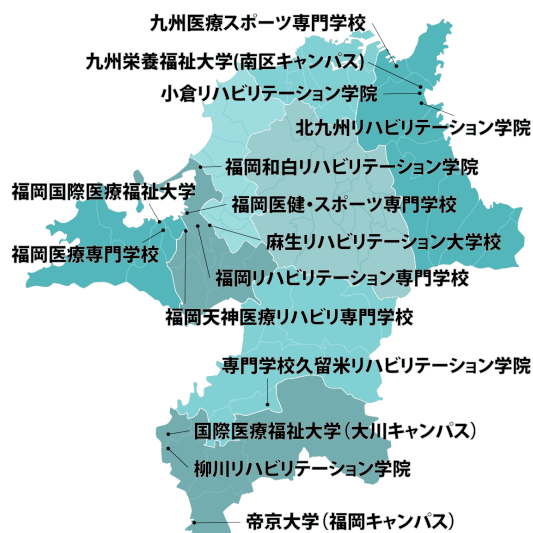 九州医療スポーツ専門学校
九州栄養福祉大学(南区キャンパス)
小倉リハビリテーション学院
北九州リハビリテーション学院
福岡和白リハビリテーション学院
福岡国際医療福祉大学
福岡医健・スポーツ専門学校
麻生リハビリテーション大学校
福岡医療専門学校
福岡リハビリテーション専門学校
福岡天神医療リハビリ専門学校
専門学校久留米リハビリテーション学院
国際医療福祉大学（大川キャンパス）
柳川リハビリテーション学院
帝京大学（福岡キャンパス）